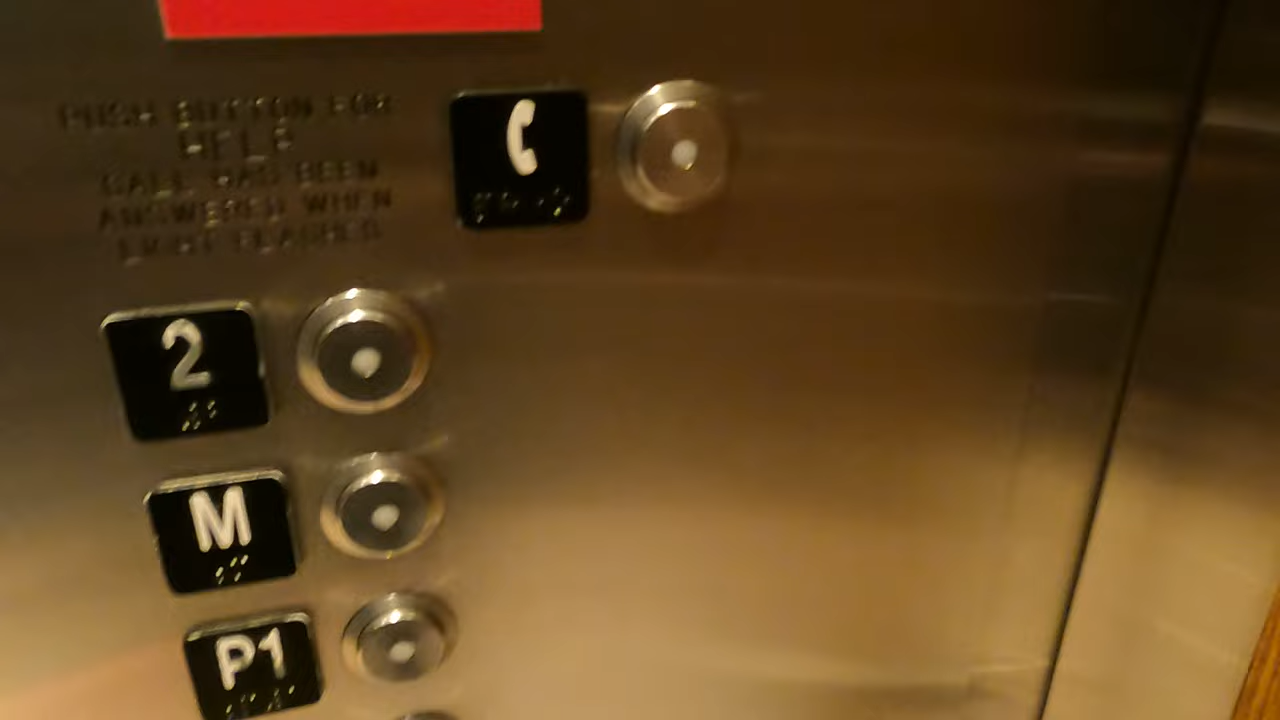 PUSH BUTTON FOR
HELP
CALL HAS BEEN
ANSWERED WHEN
LIGHT FLASHES
2
M
P1